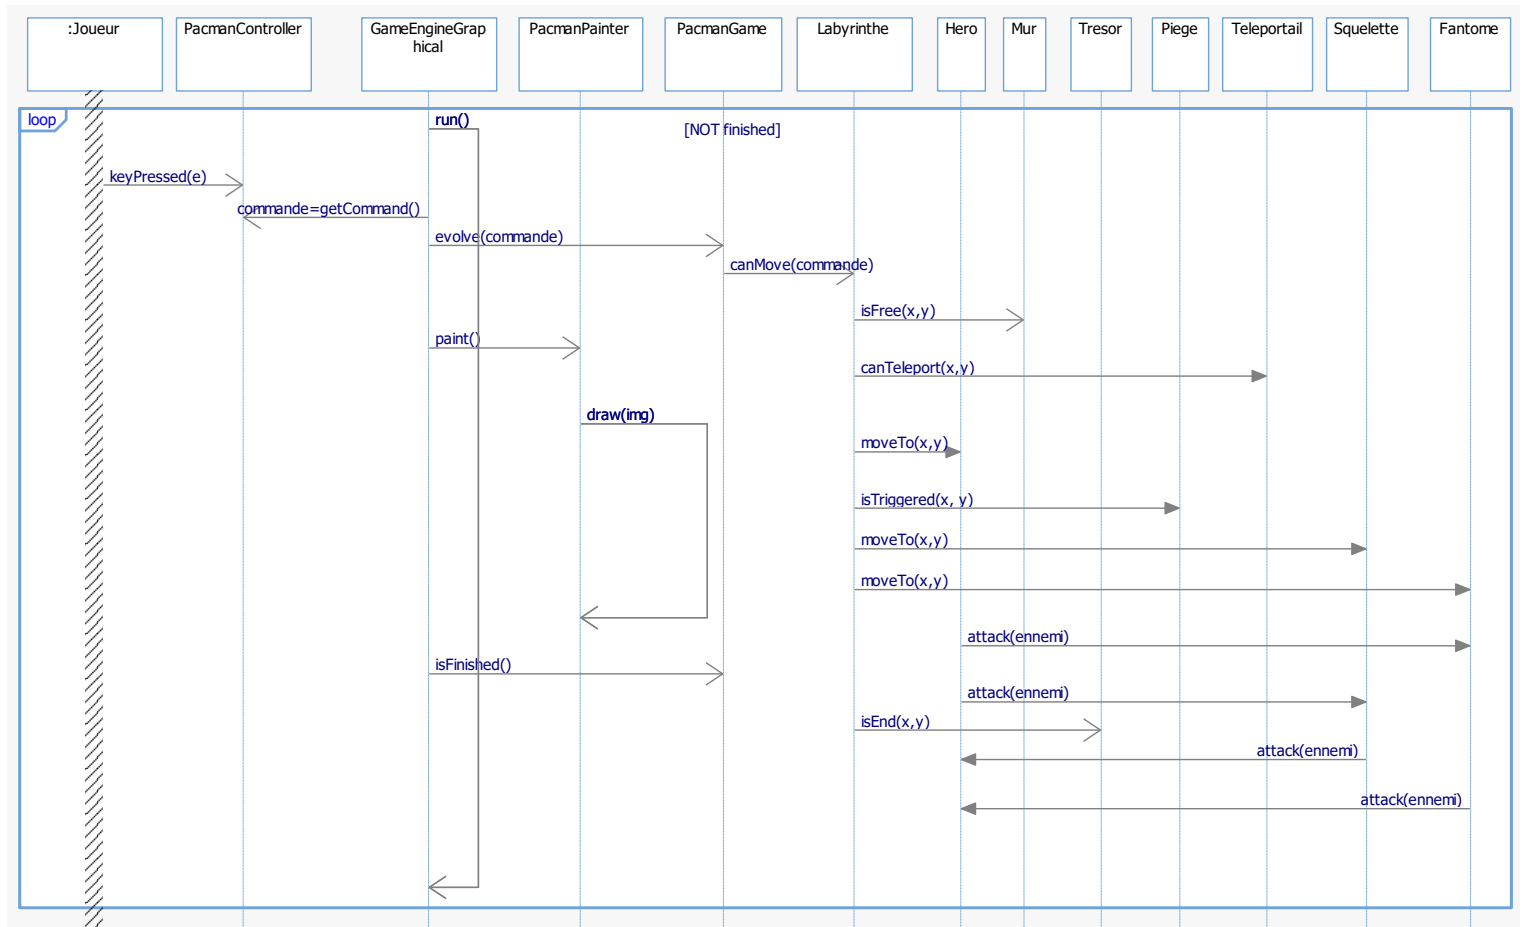 :Joueur
PacmanController
GameEngineGrap
hical
PacmanPainter
PacmanGame
Labyrinthe
Hero
Mur
Tresor
Piege
Teleportail
Squelette
Fantome
loop
run()
[NOT finished]
keyPressed(e)
commande=getCommand()
evolve(commande)
canMove(commande)
isFree(x,y)
paint()
canTeleport(x,y)
draw(img)
moveTo(x,y)
isTriggered(x, y)
moveTo(x,y)
moveTo(x,y)
attack(ennemi)
isFinished()
attack(ennemi)
isEnd(x,y)
attack(ennemi)
attack(ennemi)